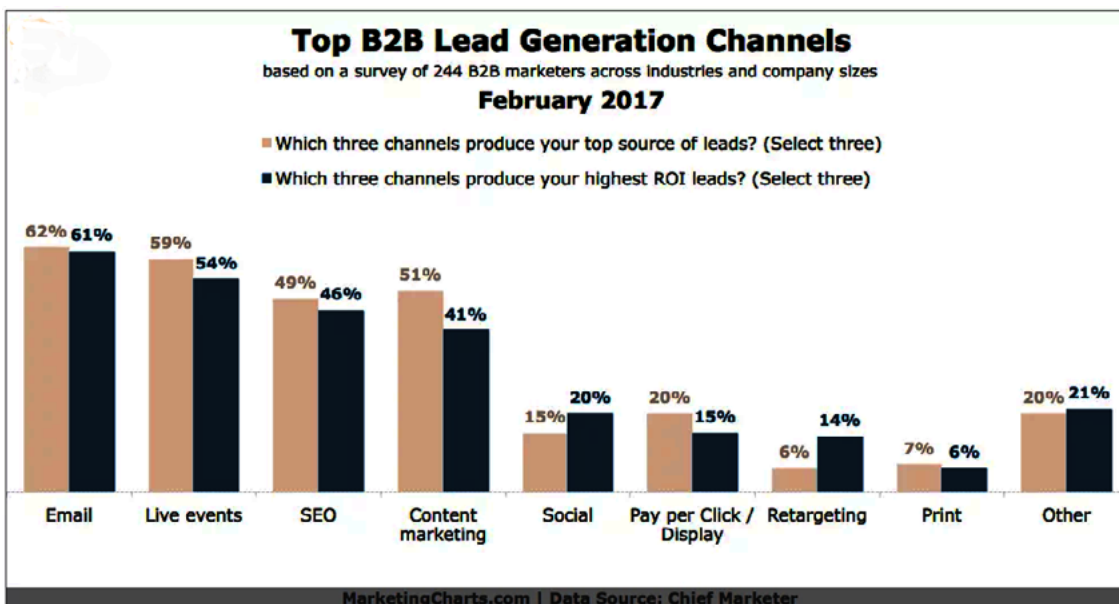 Top B2B Lead Generation Channels
based on a survey of 244 B2B marketers across industries and company sizes
February 2017
Which three channels produce your top source of leads? (Select three)
Which three channels produce your highest ROI leads? (Select three)
62% 61% 59% 54% 49% 46% 51% 41% 15% 20% 20% 15% 6% 14% 7% 6% 20% 21%
Email Live events SEO Content marketing Social Pay per Click / Display Retargeting Print Other
MarketingCharts.com | Data Source: Chief Marketer